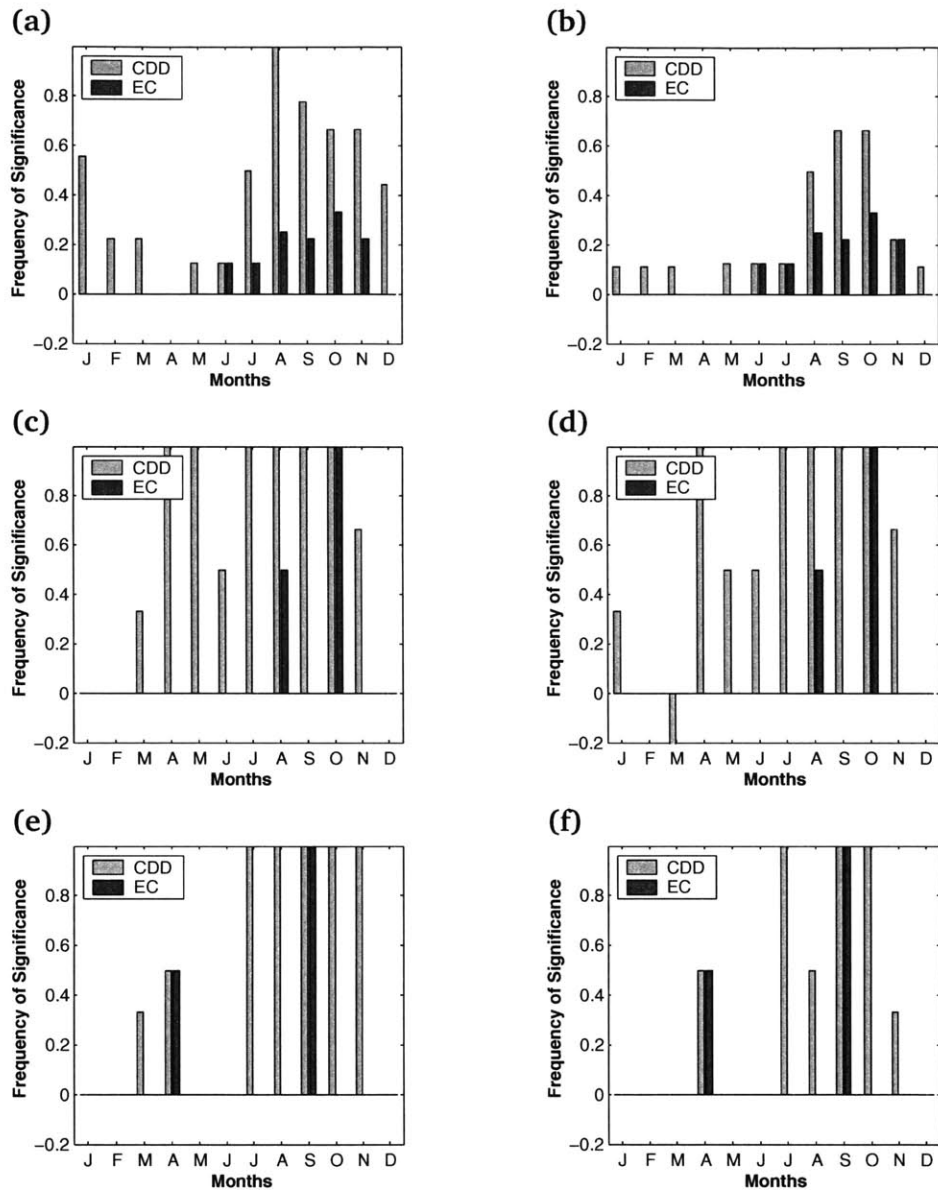 (a)
CDD
EC
Frequency of Significance
0.8
0.6
0.4
0.2
0
−0.2
J F M A M J J A S O N D
Months
(b)
CDD
EC
Frequency of Significance
0.8
0.6
0.4
0.2
0
−0.2
J F M A M J J A S O N D
Months
(c)
CDD
EC
Frequency of Significance
0.8
0.6
0.4
0.2
0
−0.2
J F M A M J J A S O N D
Months
(d)
CDD
EC
Frequency of Significance
0.8
0.6
0.4
0.2
0
−0.2
J F M A M J J A S O N D
Months
(e)
CDD
EC
Frequency of Significance
0.8
0.6
0.4
0.2
0
−0.2
J F M A M J J A S O N D
Months
(f)
CDD
EC
Frequency of Significance
0.8
0.6
0.4
0.2
0
−0.2
J F M A M J J A S O N D
Months